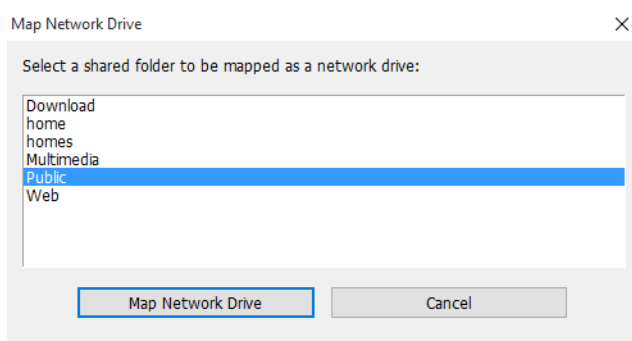 Map Network Drive
Select a shared folder to be mapped as a network drive:
Download
home
homes
Multimedia
Public
Web
Map Network Drive
Cancel